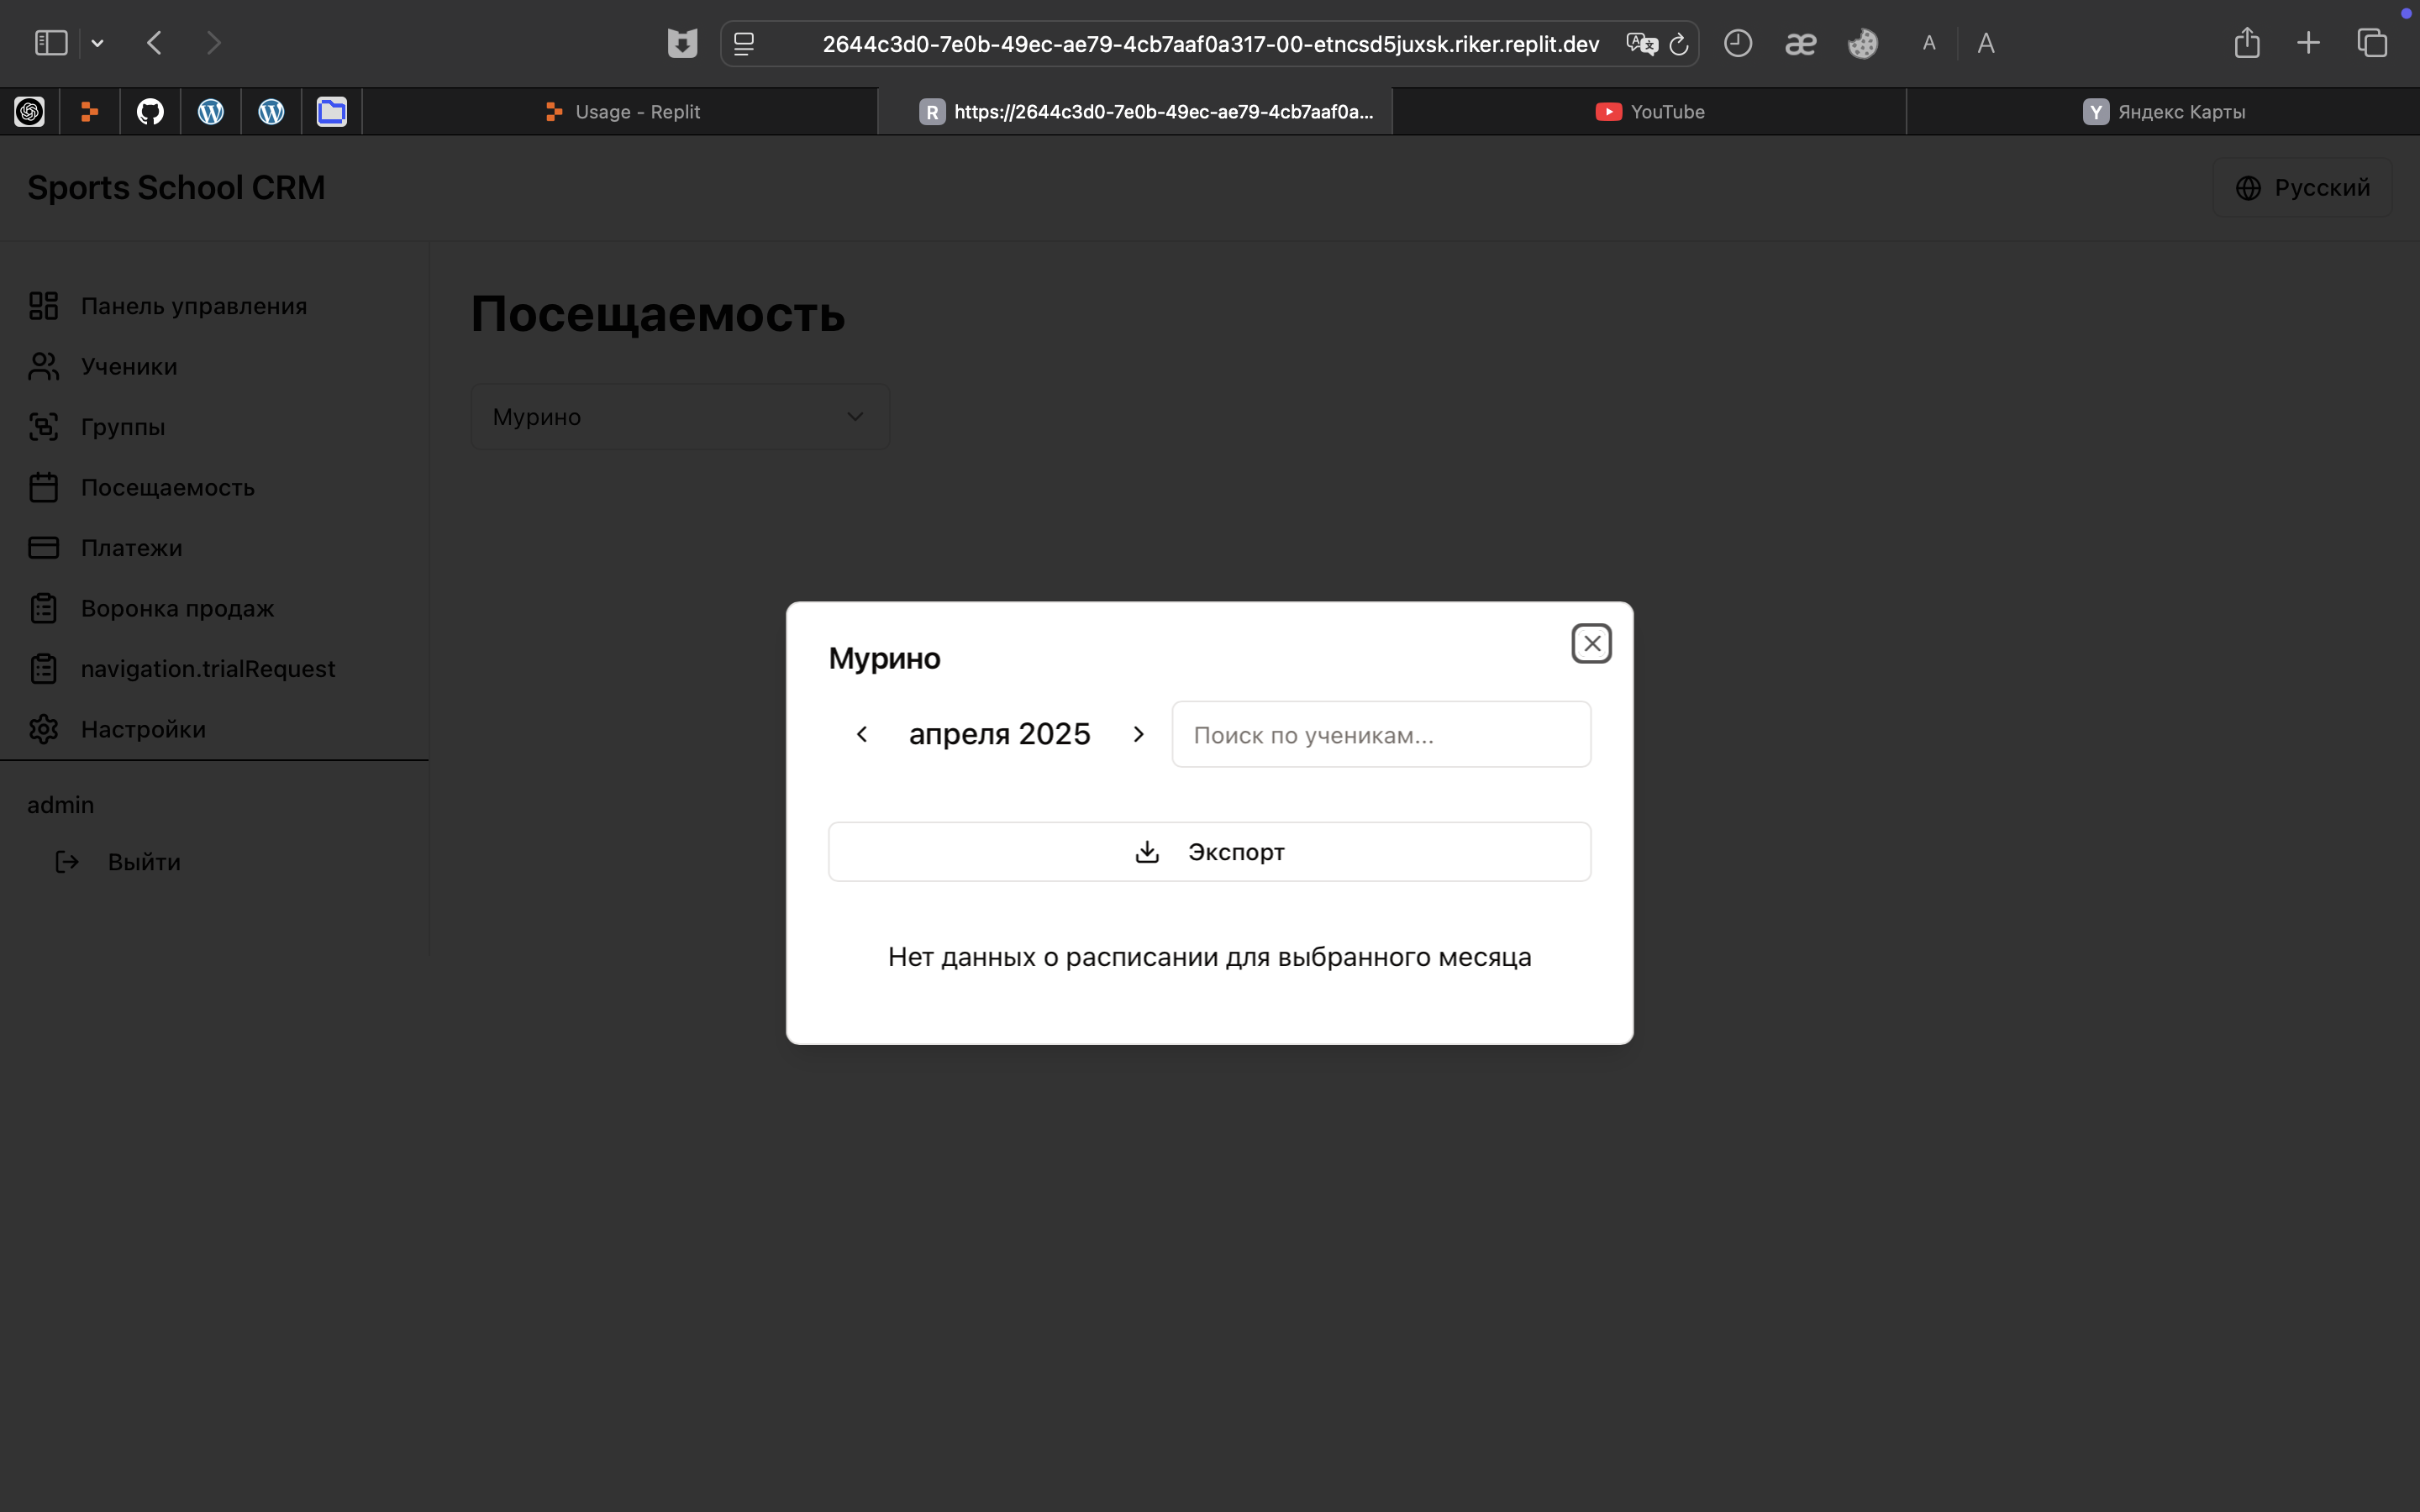 2644c3d0-7e0b-49ec-ae79-4cb7aaf0a317-00-etncsd5juxsk.riker.replit.dev
æ
A
A
Usage - Replit
R https://2644c3d0-7e0b-49ec-ae79-4cb7aaf0a...
YouTube
Y Яндекс Карты
Sports School CRM
Русский
Панель управления
Ученики
Группы
Посещаемость
Платежи
Воронка продаж
navigation.trialRequest
Настройки
admin
Выйти
Посещаемость
Мурино
Мурино
апреля 2025
Поиск по ученикам...
Экспорт
Нет данных о расписании для выбранного месяца